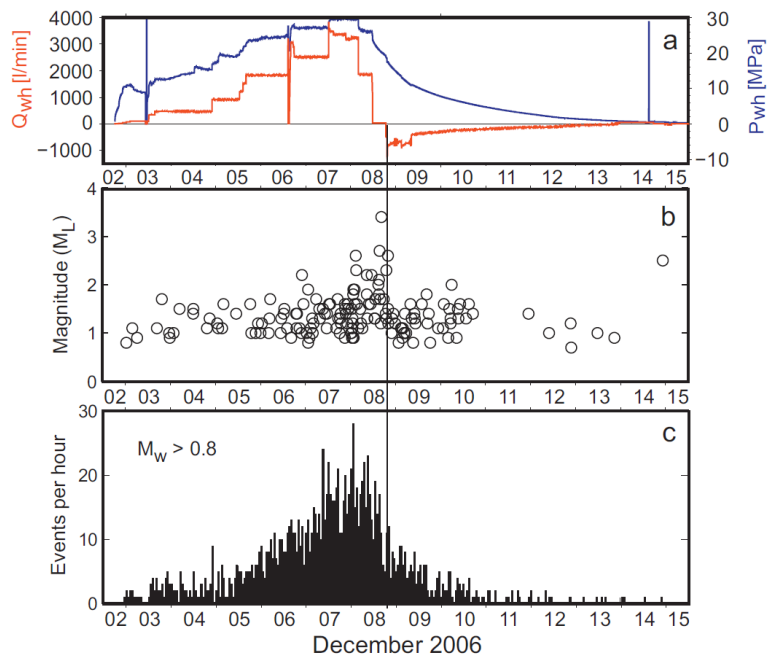 4000
3000
2000
1000
0
−1000
Qwh [l/min]
a
30
20
10
0
−10
Pwh [MPa]
02 03 04 05 06 07 08 09 10 11 12 13 14 15
4
3
2
1
0
Magnitude (ML)
b
02 03 04 05 06 07 08 09 10 11 12 13 14 15
30
20
10
0
Events per hour
Mw > 0.8
c
02 03 04 05 06 07 08 09 10 11 12 13 14 15
December 2006